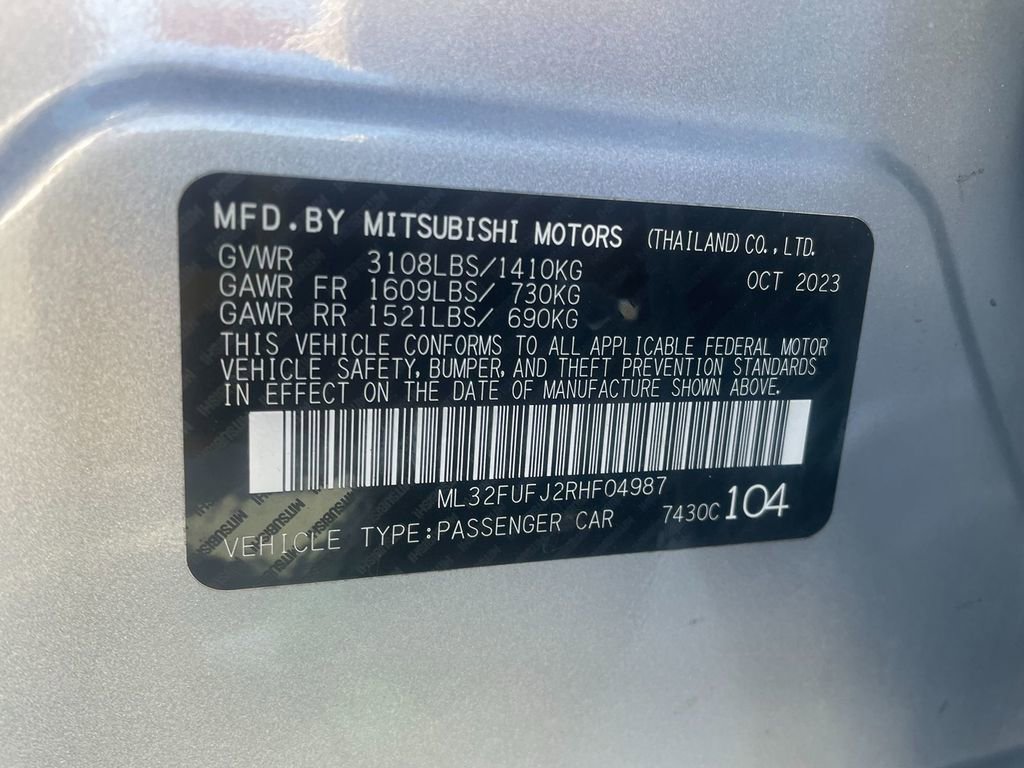 MFD.BY MITSUBISHI MOTORS (THAILAND) CO., LTD.
GVWR 3108LBS/1410KG OCT 2023
GAWR FR 1609LBS/ 730KG
GAWR RR 1521LBS/ 690KG
THIS VEHICLE CONFORMS TO ALL APPLICABLE FEDERAL MOTOR
VEHICLE SAFETY, BUMPER, AND THEFT PREVENTION STANDARDS
IN EFFECT ON THE DATE OF MANUFACTURE SHOWN ABOVE.
ML32FUFJ2RHF04987
VEHICLE TYPE:PASSENGER CAR 7430C 104